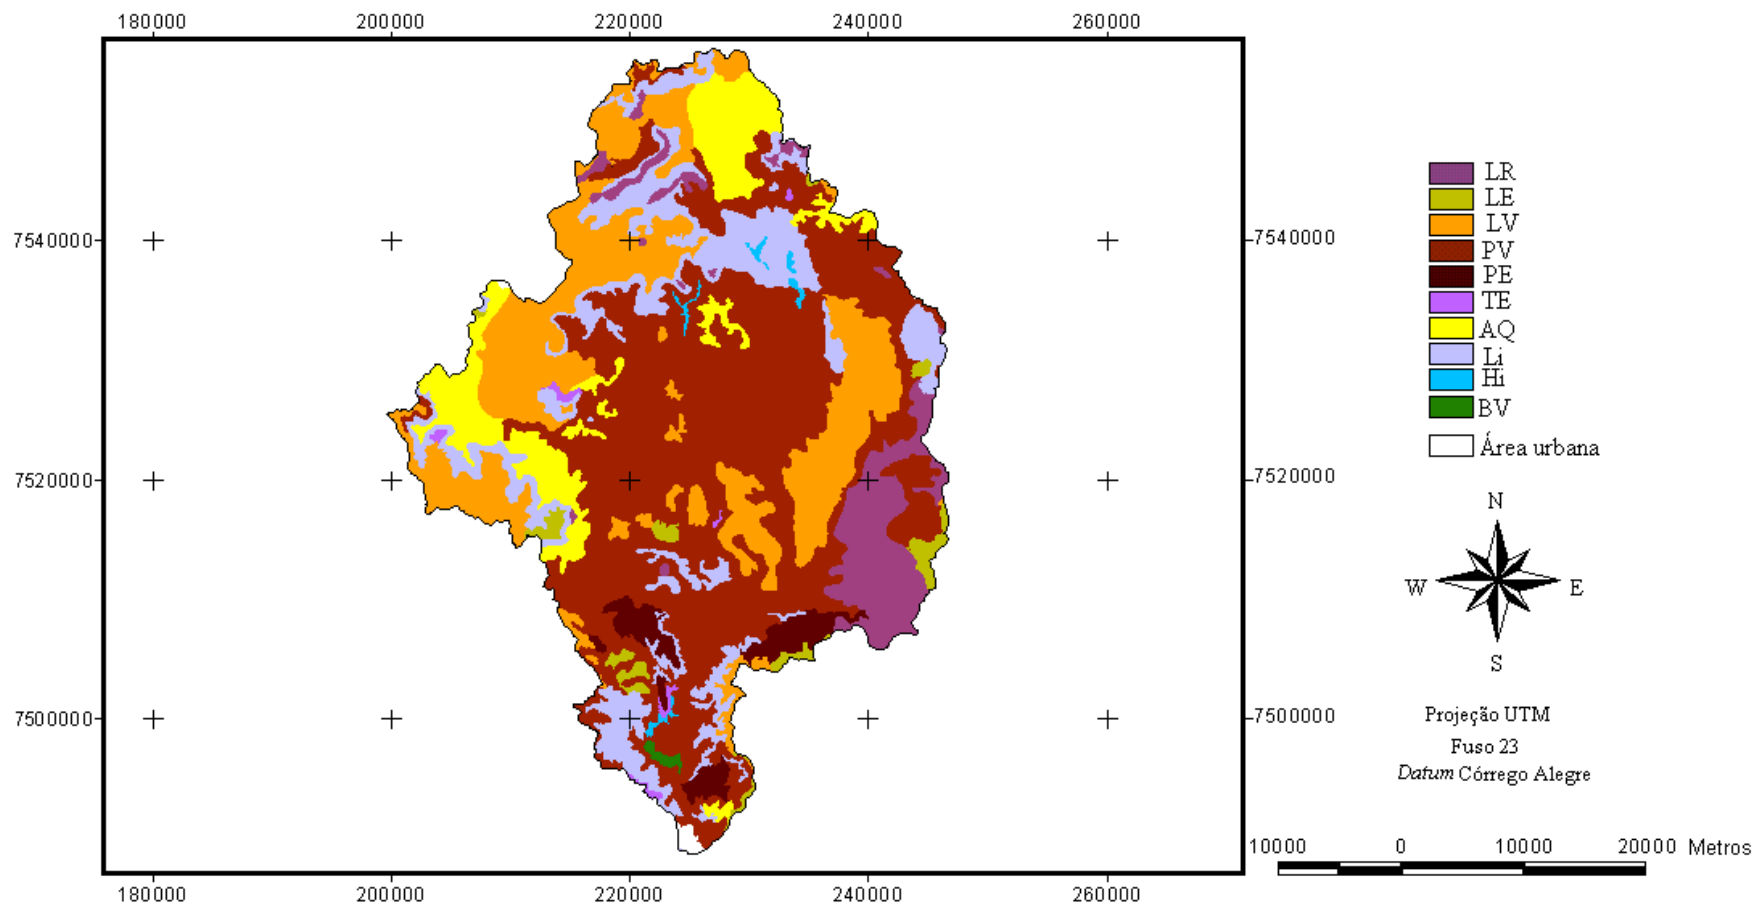 180000 200000 220000 240000 260000
7540000 7540000
7520000 7520000
7500000 7500000
180000 200000 220000 240000 260000
LR
LE
LV
PV
PE
TE
AQ
Li
Hi
BV
Área urbana
N
W E
S
Projeção UTM
Fuso 23
Datum Córrego Alegre
10000 0 10000 20000 Metros